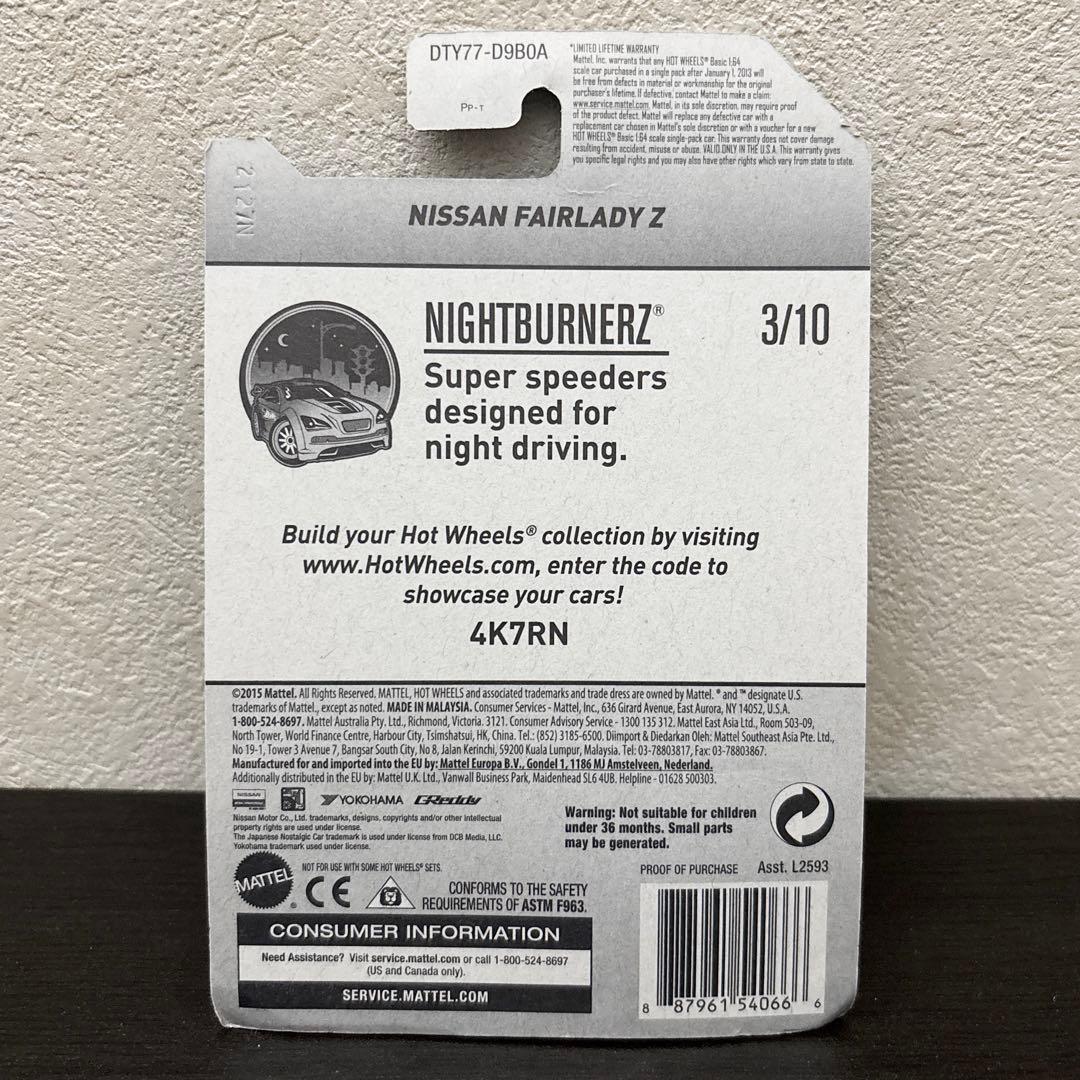 DTY77-D9B0A
Pp-T
*LIMITED LIFETIME WARRANTY
Mattel, Inc. warrants that any HOT WHEELS® Basic 1:64
scale car purchased in a single pack after January 1, 2013 will
be free from defects in material or workmanship for the original
purchaser's lifetime. If defective, contact Mattel to make a claim:
www.service.mattel.com. Mattel, in its sole discretion, may require proof
of the product defect. Mattel will replace any defective car with a
replacement car chosen in Mattel's sole discretion or with a voucher for a new
HOT WHEELS® Basic 1:64 scale single-pack car. This warranty does not cover damage
resulting from accident, misuse or abuse. VALID ONLY IN THE U.S.A. This warranty gives
you specific legal rights and you may also have other rights which vary from state to state.
2127N
NISSAN FAIRLADY Z
NIGHTBURNERZ®
3/10
Super speeders
designed for
night driving.
Build your Hot Wheels® collection by visiting
www.HotWheels.com, enter the code to
showcase your cars!
4K7RN
©2015 Mattel. All Rights Reserved. MATTEL, HOT WHEELS and associated trademarks and trade dress are owned by Mattel. ® and ™ designate U.S.
trademarks of Mattel, except as noted. MADE IN MALAYSIA. Consumer Services - Mattel, Inc., 636 Girard Avenue, East Aurora, NY 14052, U.S.A.
1-800-524-8697. Mattel Australia Pty. Ltd., Richmond, Victoria. 3121. Consumer Advisory Service - 1300 135 312. Mattel East Asia Ltd., Room 503-09,
North Tower, World Finance Centre, Harbour City, Tsimshatsui, HK, China. Tel.: (852) 3185-6500. Diimport & Diedarkan Oleh: Mattel Southeast Asia Pte. Ltd.,
No 19-1, Tower 3 Avenue 7, Bangsar South City, No 8, Jalan Kerinchi, 59200 Kuala Lumpur, Malaysia. Tel: 03-78803817, Fax: 03-78803867.
Manufactured for and imported into the EU by: Mattel Europa B.V., Gondel 1, 1186 MJ Amstelveen, Nederland.
Additionally distributed in the EU by: Mattel U.K. Ltd., Vanwall Business Park, Maidenhead SL6 4UB. Helpline - 01628 500303.
NISSAN
YOKOHAMA GReddy
Nissan Motor Co., Ltd. trademarks, designs, copyrights and/or other intellectual
property rights are used under license.
The Japanese Nostalgic Car trademark is used under license from DCB Media, LLC.
Yokohama trademark used under license.
Warning: Not suitable for children
under 36 months. Small parts
may be generated.
MATTEL®
NOT FOR USE WITH SOME HOT WHEELS® SETS.
CE
CONFORMS TO THE SAFETY
REQUIREMENTS OF ASTM F963.
PROOF OF PURCHASE Asst. L2593
CONSUMER INFORMATION
Need Assistance? Visit service.mattel.com or call 1-800-524-8697
(US and Canada only).
SERVICE.MATTEL.COM
8 87961 54066 6